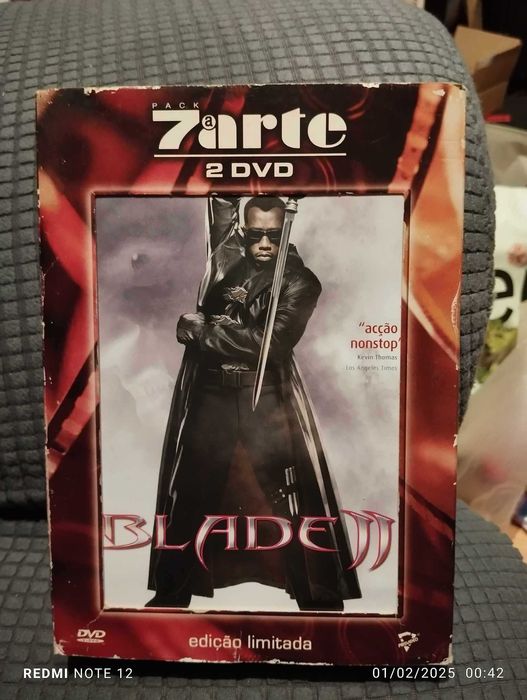 PACK
7ª arte
2 DVD
"acção
nonstop"
Kevin Thomas
Los Angeles Times
BLADE II
DVD
VIDEO
edição limitada
REDMI NOTE 12
01/02/2025 00:42